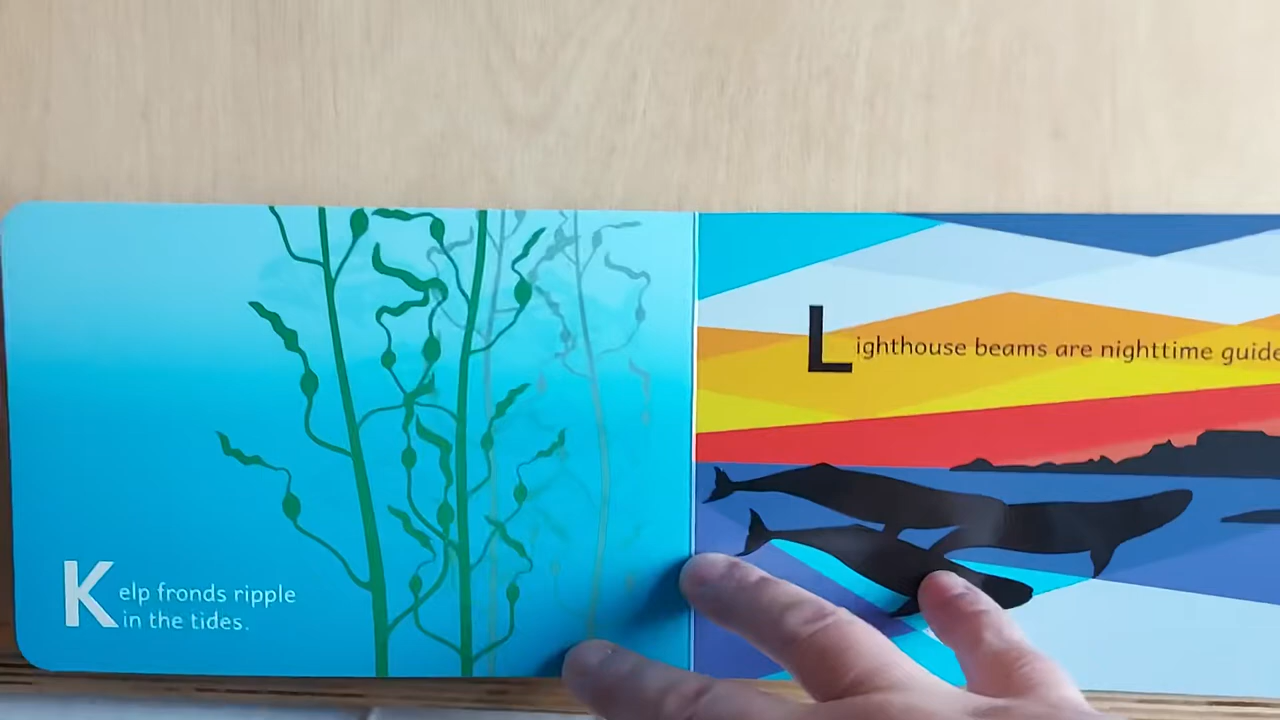 Kelp fronds ripple
in the tides.
Lighthouse beams are nighttime guide